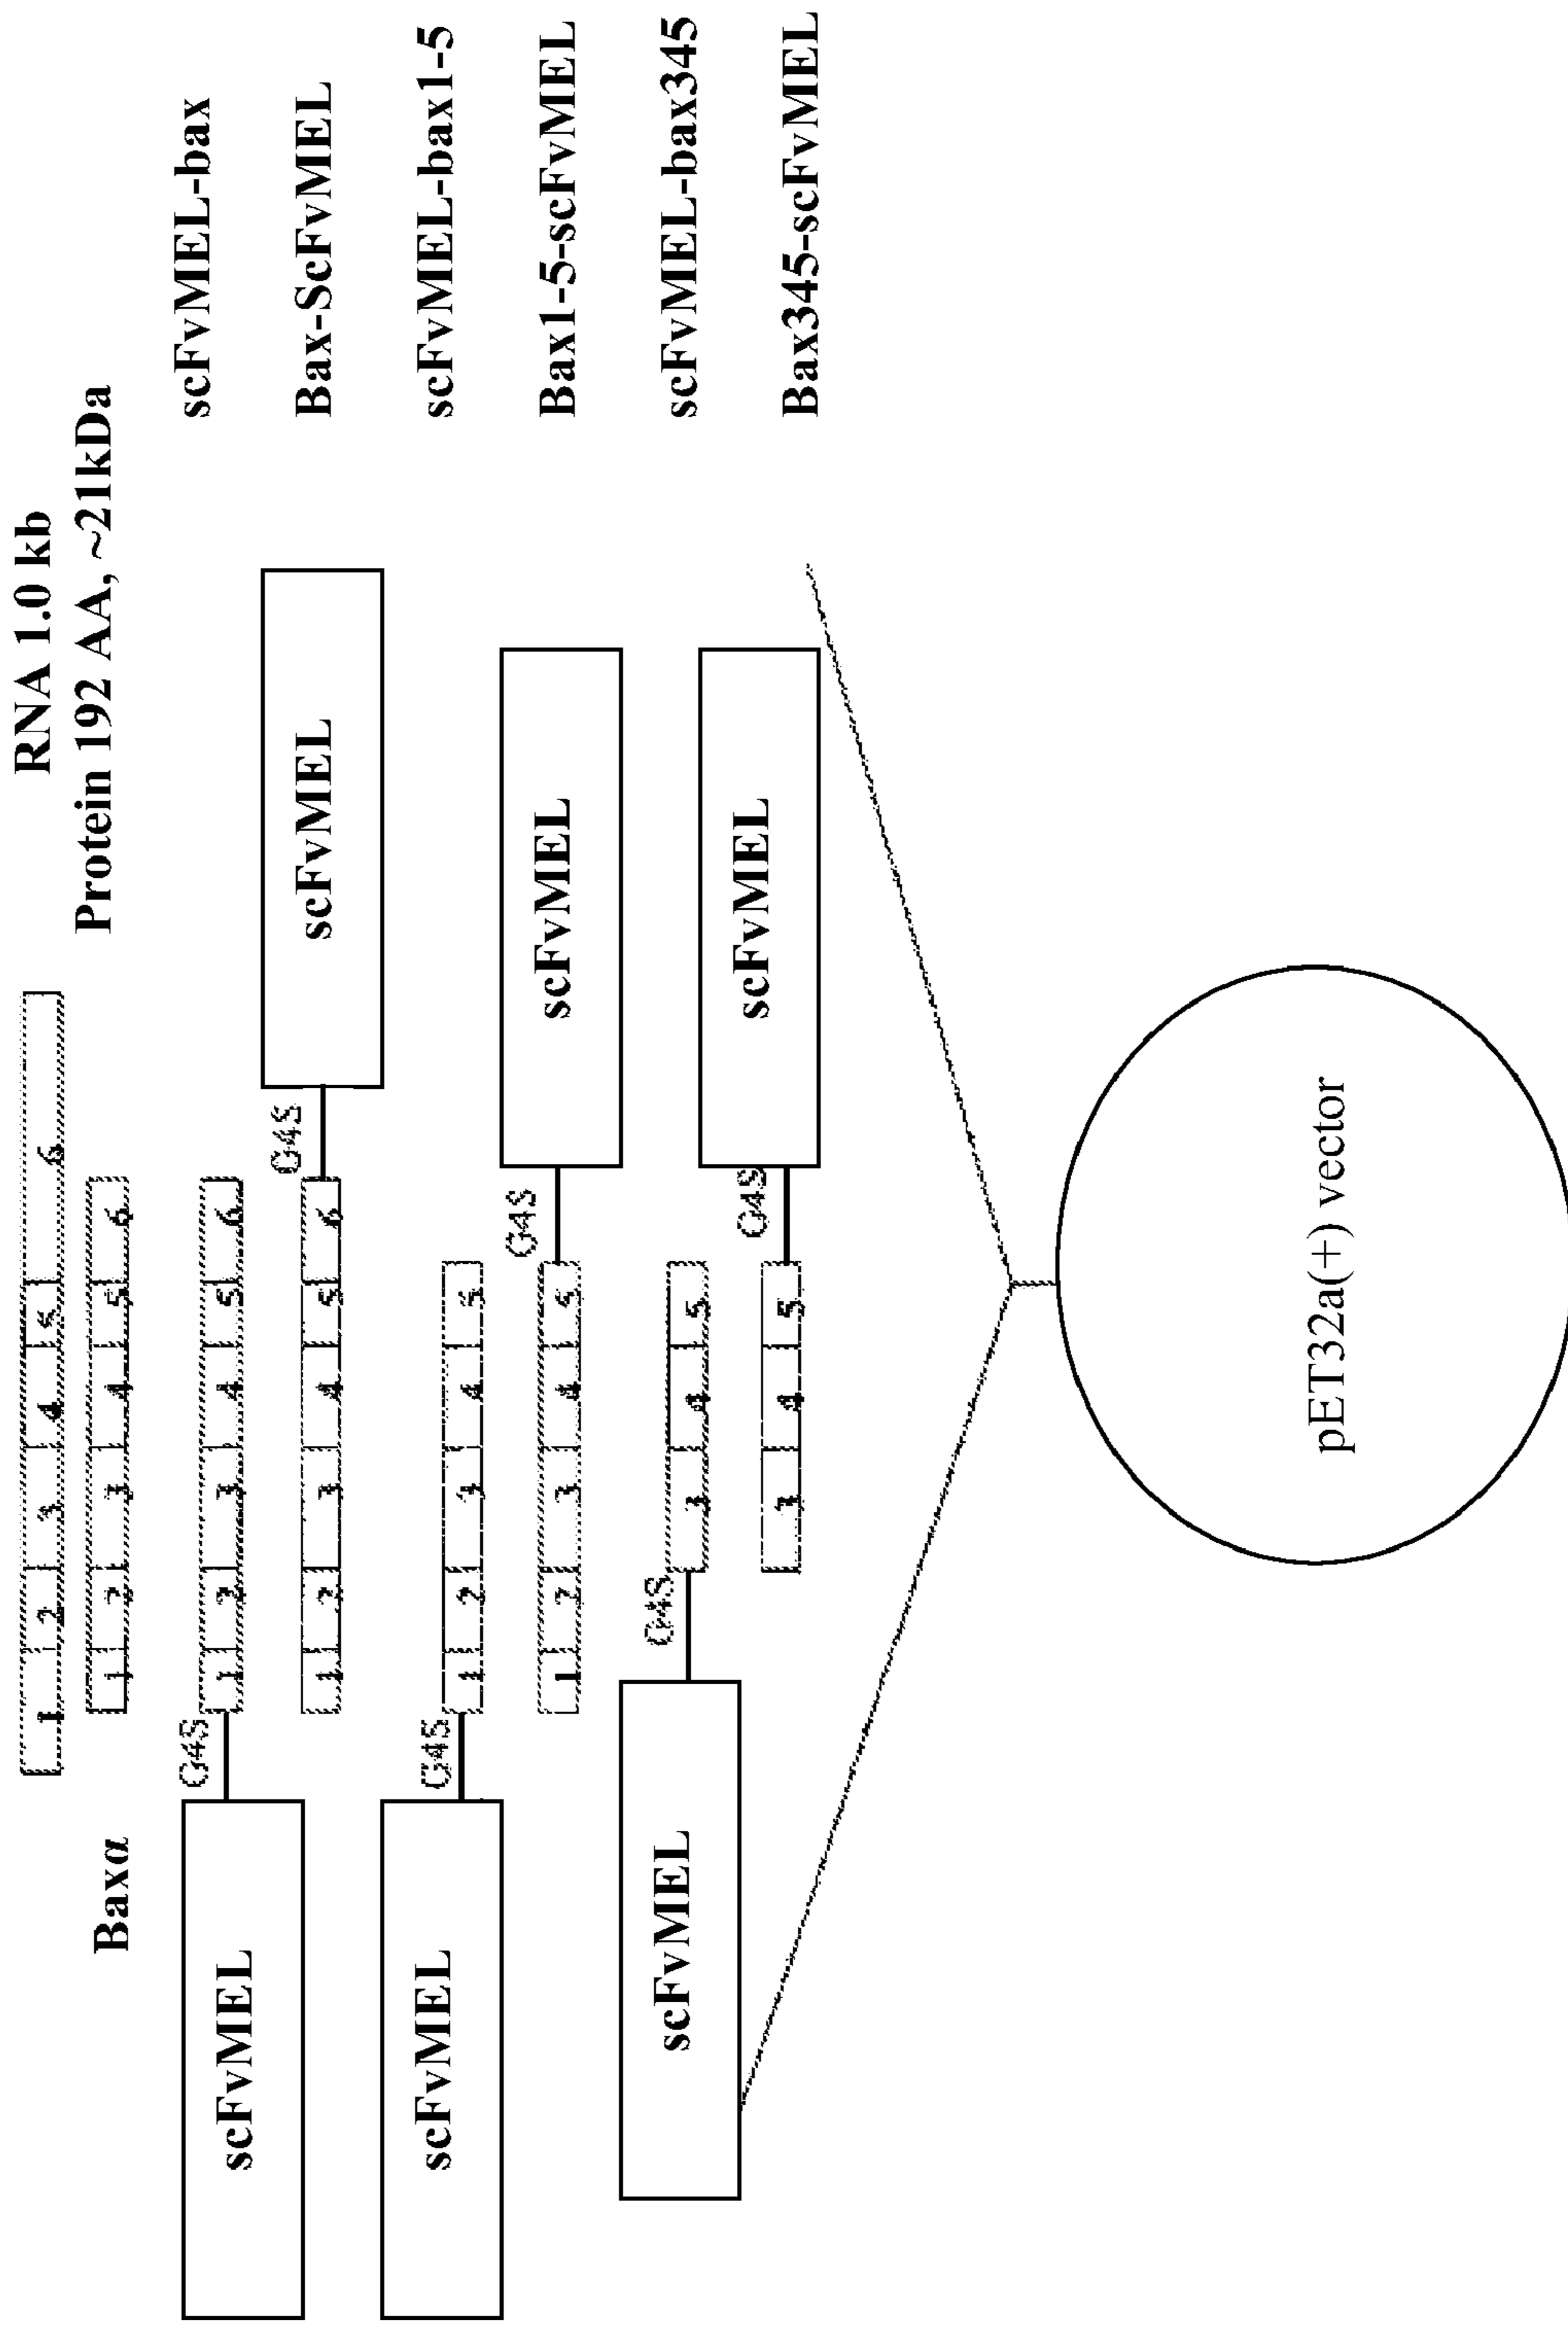 RNA 1.0 kb
1 2 3 4 5 6
Protein 192 AA, ~21kDa
Baxα
1 2 3 4 5 6
scFvMEL G4S 1 2 3 4 5 6 scFvMEL-bax
1 2 3 4 5 6 G4S scFvMEL Bax-ScFvMEL
scFvMEL G4S 1 2 3 4 5 scFvMEL-bax1-5
1 2 3 4 5 G4S scFvMEL Bax1-5-scFvMEL
scFvMEL G4S 3 4 5 scFvMEL-bax345
3 4 5 G4S scFvMEL Bax345-scFvMEL
pET32a(+) vector